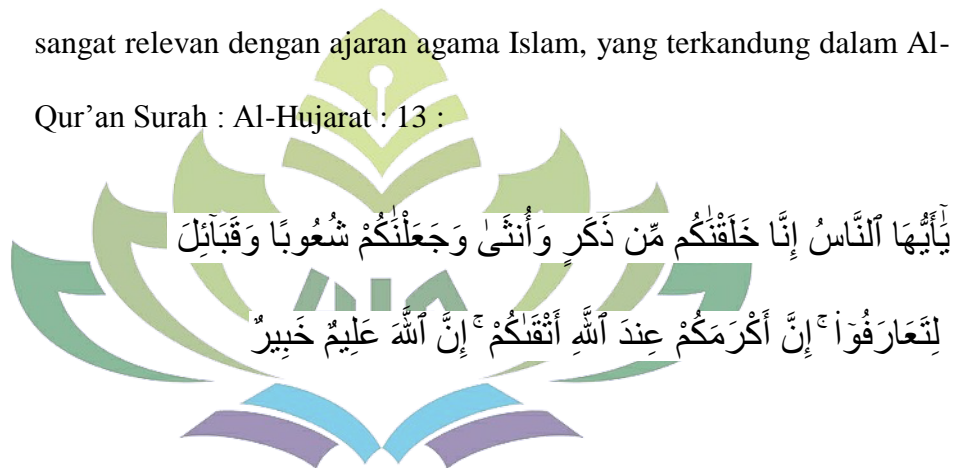 sangat relevan dengan ajaran agama Islam, yang terkandung dalam Al-
Qur’an Surah : Al-Hujarat : 13 :
يَٰٓأَيُّهَا ٱلنَّاسُ إِنَّا خَلَقْنَٰكُم مِّن ذَكَرٍ وَأُنثَىٰ وَجَعَلْنَٰكُمْ شُعُوبًا وَقَبَآئِلَ
لِتَعَارَفُوٓا۟ ۚ إِنَّ أَكْرَمَكُمْ عِندَ ٱللَّهِ أَتْقَىٰكُمْ ۚ إِنَّ ٱللَّهَ عَلِيمٌ خَبِيرٌ